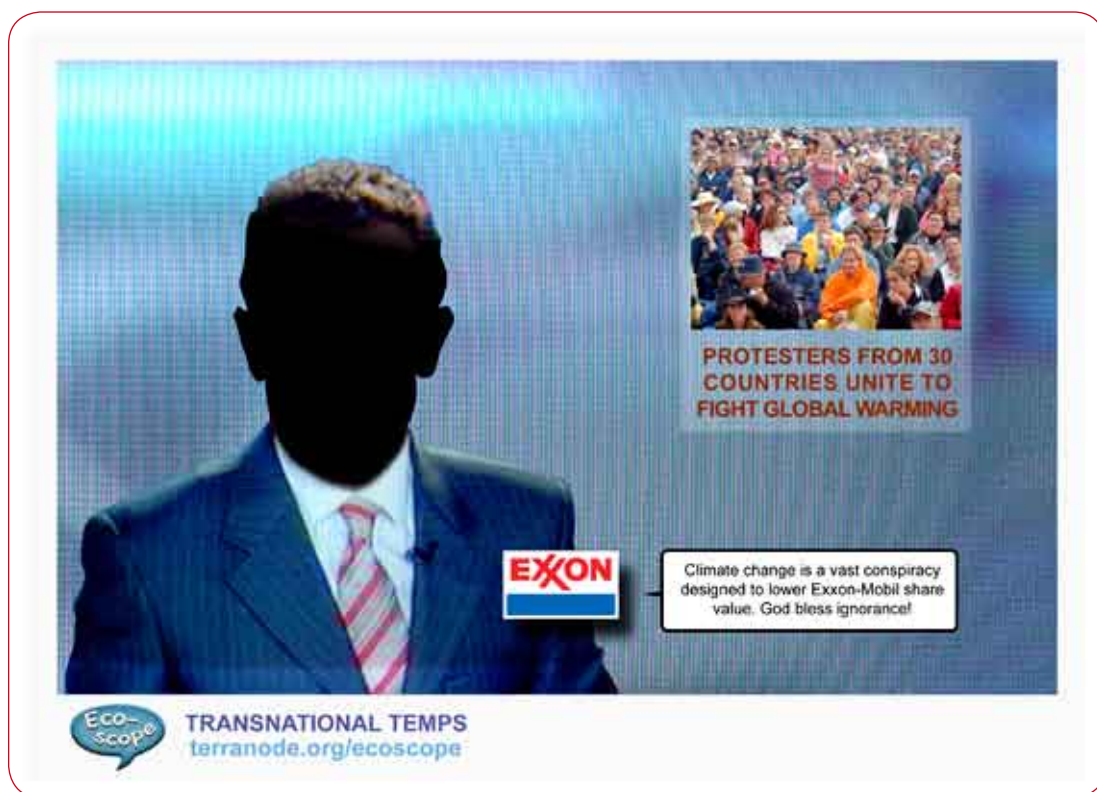 PROTESTERS FROM 30
COUNTRIES UNITE TO
FIGHT GLOBAL WARMING
EXXON
Climate change is a vast conspiracy
designed to lower Exxon-Mobil share
value. God bless ignorance!
Eco-
scope
TRANSNATIONAL TEMPS
terranode.org/ecoscope